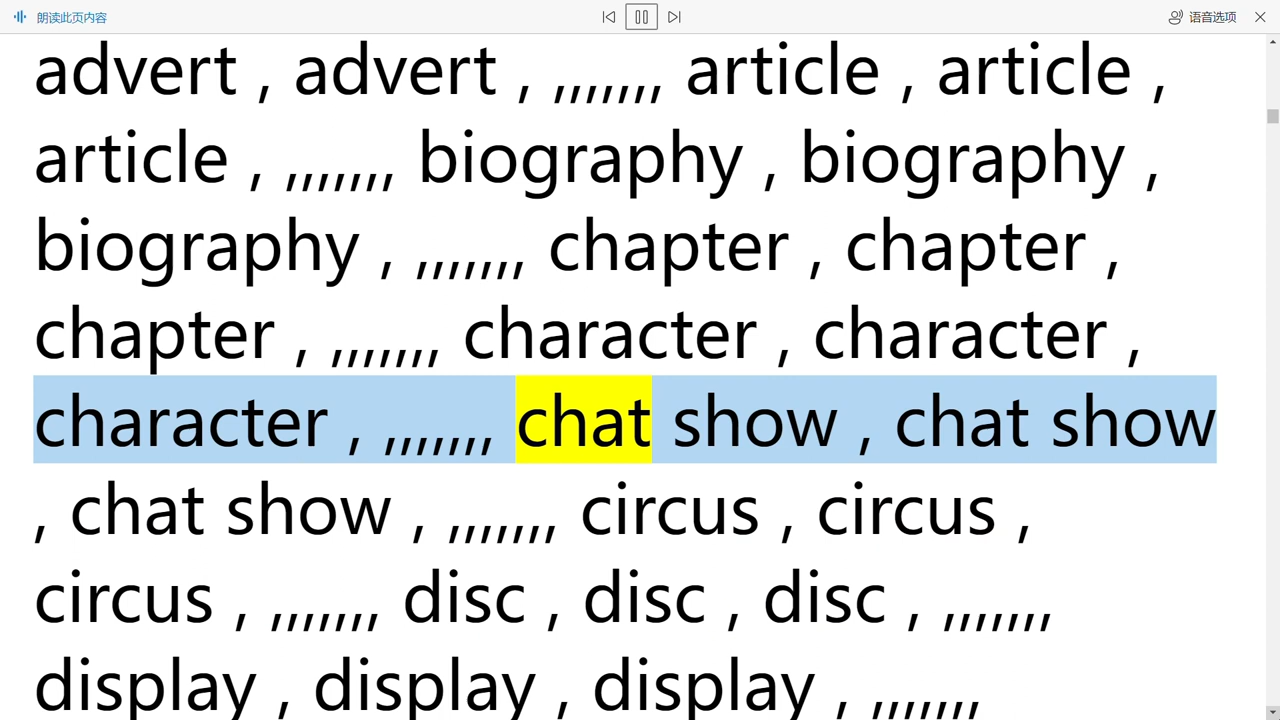 朗读此页内容 语音选项
advert , advert , ,,,,,,, article , article ,
article , ,,,,,,, biography , biography ,
biography , ,,,,,,, chapter , chapter ,
chapter , ,,,,,,, character , character ,
character , ,,,,,,, chat show , chat show
, chat show , ,,,,,,, circus , circus ,
circus , ,,,,,,, disc , disc , disc , ,,,,,,,
display , display , display , ,,,,,,,